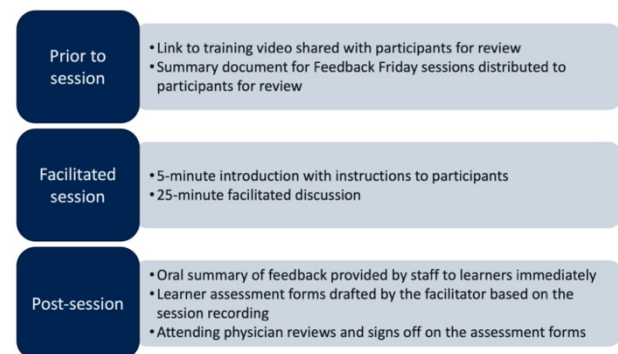 Prior to
session
• Link to training video shared with participants for review
• Summary document for Feedback Friday sessions distributed to
participants for review
Facilitated
session
• 5-minute introduction with instructions to participants
• 25-minute facilitated discussion
Post-session
• Oral summary of feedback provided by staff to learners immediately
• Learner assessment forms drafted by the facilitator based on the
session recording
• Attending physician reviews and signs off on the assessment forms